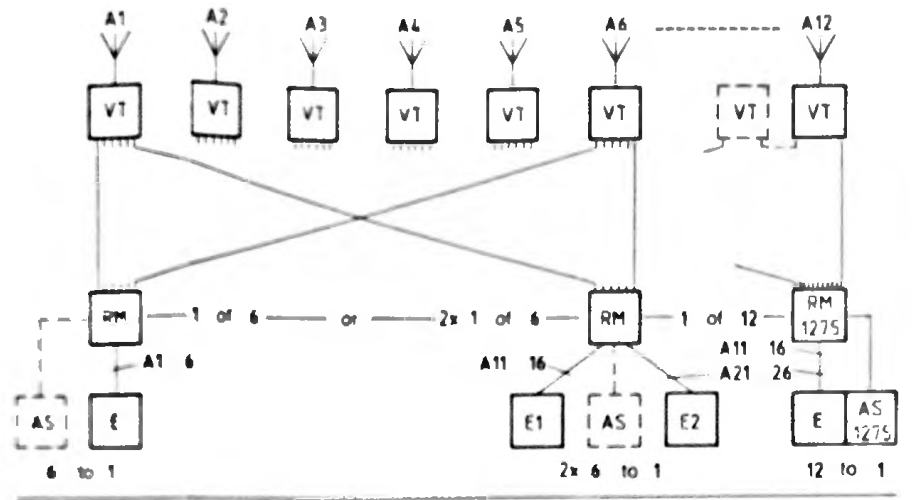 A1 A2 A3 A4 A5 A6 A12
VT VT VT VT VT VT VT VT
RM 1 of 6 or 2x 1 of 6 RM 1 of 12 RM
1275
A1 6 A11 16 A21 26 A11 16
AS E E1 AS E2 E AS
1275
6 to 1 2x 6 to 1 12 to 1